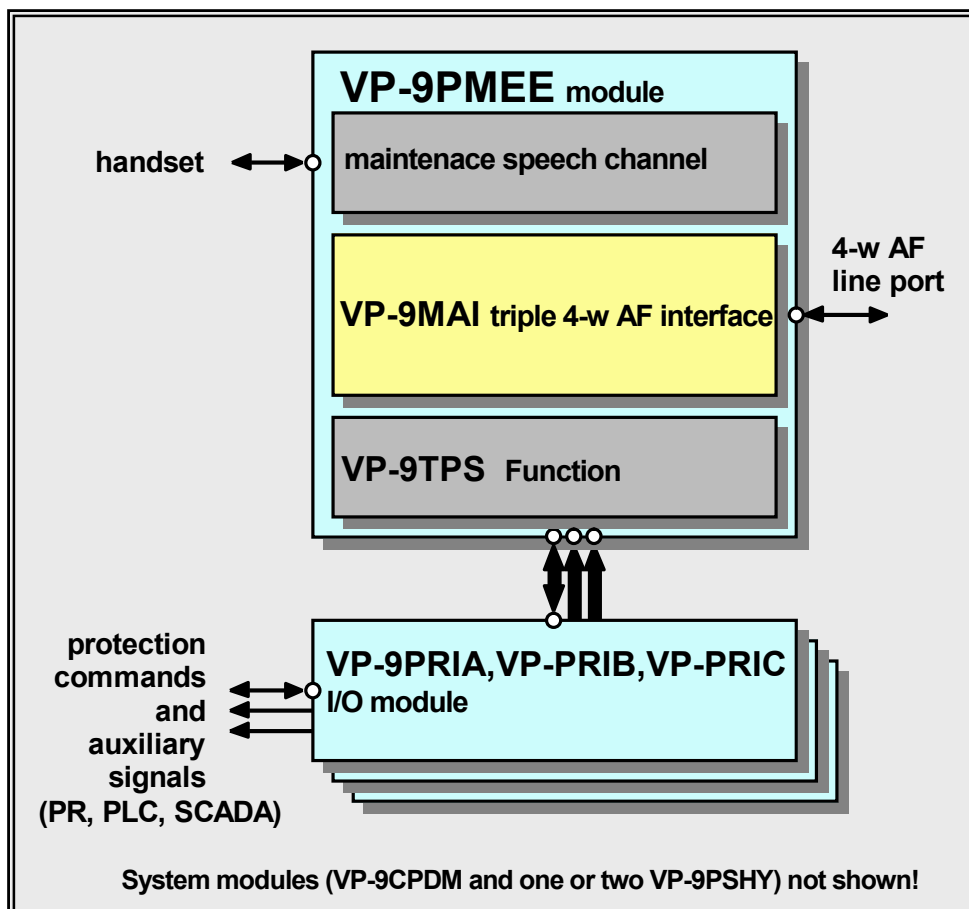 VP-9PMEE module
maintenace speech channel
handset
4-w AF
line port
VP-9MAI triple 4-w AF interface
VP-9TPS Function
protection
commands
and
auxiliary
signals
(PR, PLC, SCADA)
VP-9PRIA,VP-PRIB,VP-PRIC
I/O module
System modules (VP-9CPDM and one or two VP-9PSHY) not shown!